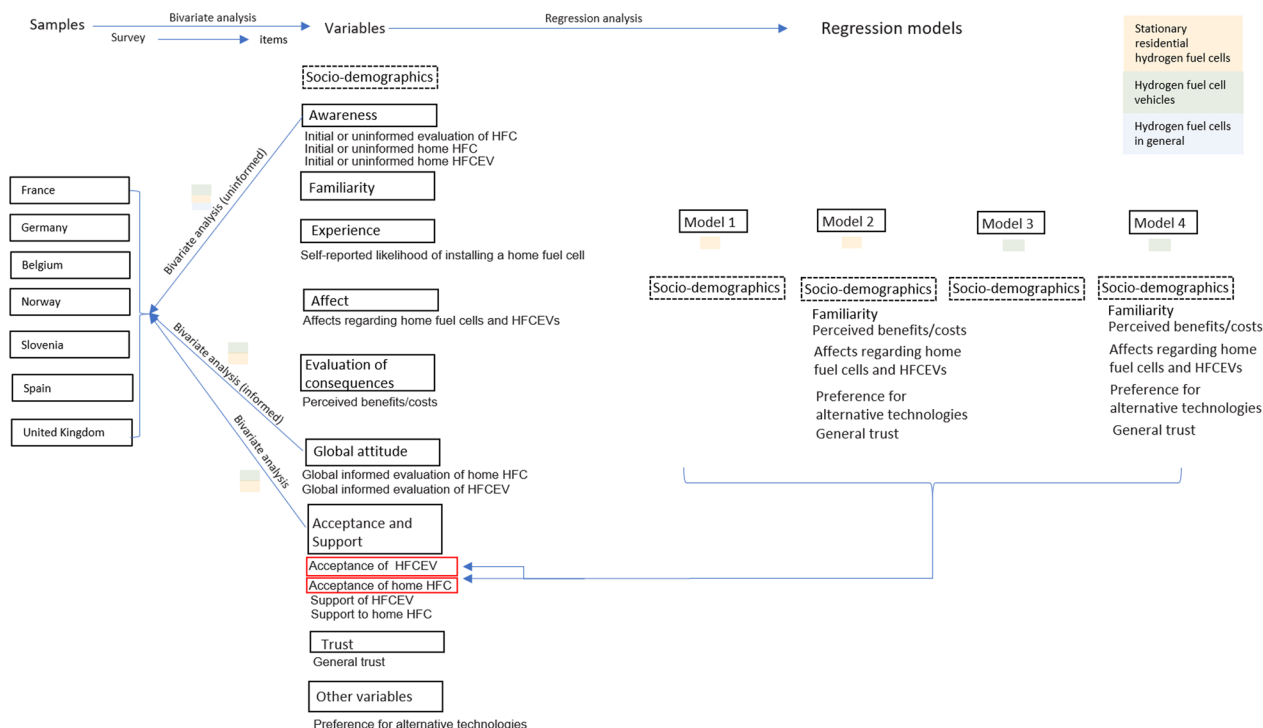 Samples
Bivariate analysis
Survey
items
Variables
Regression analysis
Regression models
Stationary
residential
hydrogen fuel cells
Hydrogen fuel cell
vehicles
Hydrogen fuel cells
in general
France
Germany
Belgium
Norway
Slovenia
Spain
United Kingdom
Bivariate analysis (uninformed)
Bivariate analysis (informed)
Bivariate analysis
Socio-demographics
Awareness
Initial or uninformed evaluation of HFC
Initial or uninformed home HFC
Initial or uninformed home HFCEV
Familiarity
Experience
Self-reported likelihood of installing a home fuel cell
Affect
Affects regarding home fuel cells and HFCEVs
Evaluation of
consequences
Perceived benefits/costs
Global attitude
Global informed evaluation of home HFC
Global informed evaluation of HFCEV
Acceptance and
Support
Acceptance of HFCEV
Acceptance of home HFC
Support of HFCEV
Support to home HFC
Trust
General trust
Other variables
Preference for alternative technologies
Model 1
Socio-demographics
Model 2
Socio-demographics
Familiarity
Perceived benefits/costs
Affects regarding home
fuel cells and HFCEVs
Preference for
alternative technologies
General trust
Model 3
Socio-demographics
Model 4
Socio-demographics
Familiarity
Perceived benefits/costs
Affects regarding home
fuel cells and HFCEVs
Preference for
alternative technologies
General trust